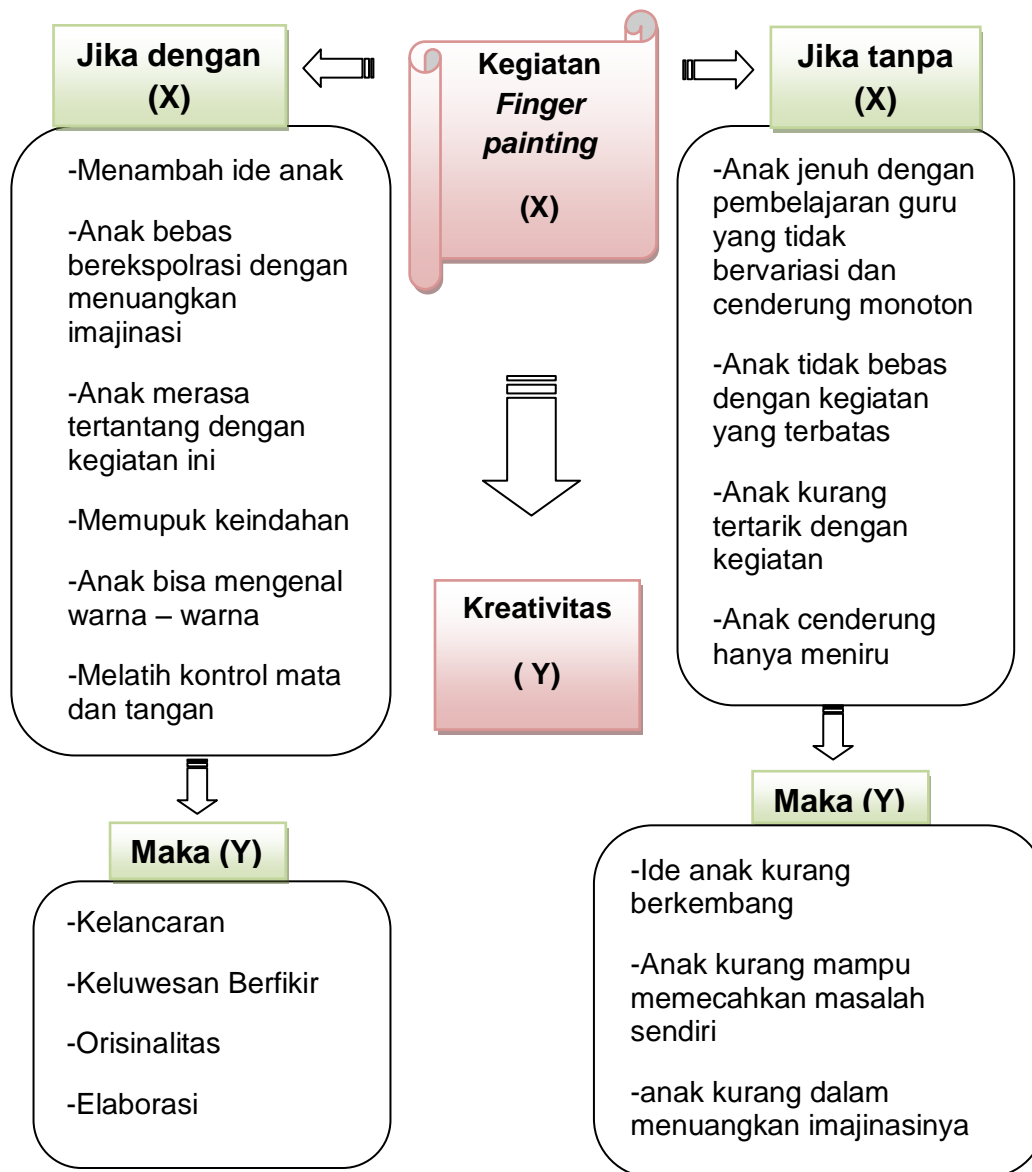 Jika dengan
(X)
Kegiatan
Finger
painting
(X)
Jika tanpa
(X)
-Menambah ide anak
-Anak bebas
berekspolrasi dengan
menuangkan
imajinasi
-Anak merasa
tertantang dengan
kegiatan ini
-Memupuk keindahan
-Anak bisa mengenal
warna – warna
-Melatih kontrol mata
dan tangan
-Anak jenuh dengan
pembelajaran guru
yang tidak
bervariasi dan
cenderung monoton
-Anak tidak bebas
dengan kegiatan
yang terbatas
-Anak kurang
tertarik dengan
kegiatan
-Anak cenderung
hanya meniru
Kreativitas
( Y)
Maka (Y)
-Kelancaran
-Keluwesan Berfikir
-Orisinalitas
-Elaborasi
Maka (Y)
-Ide anak kurang
berkembang
-Anak kurang mampu
memecahkan masalah
sendiri
-anak kurang dalam
menuangkan imajinasinya